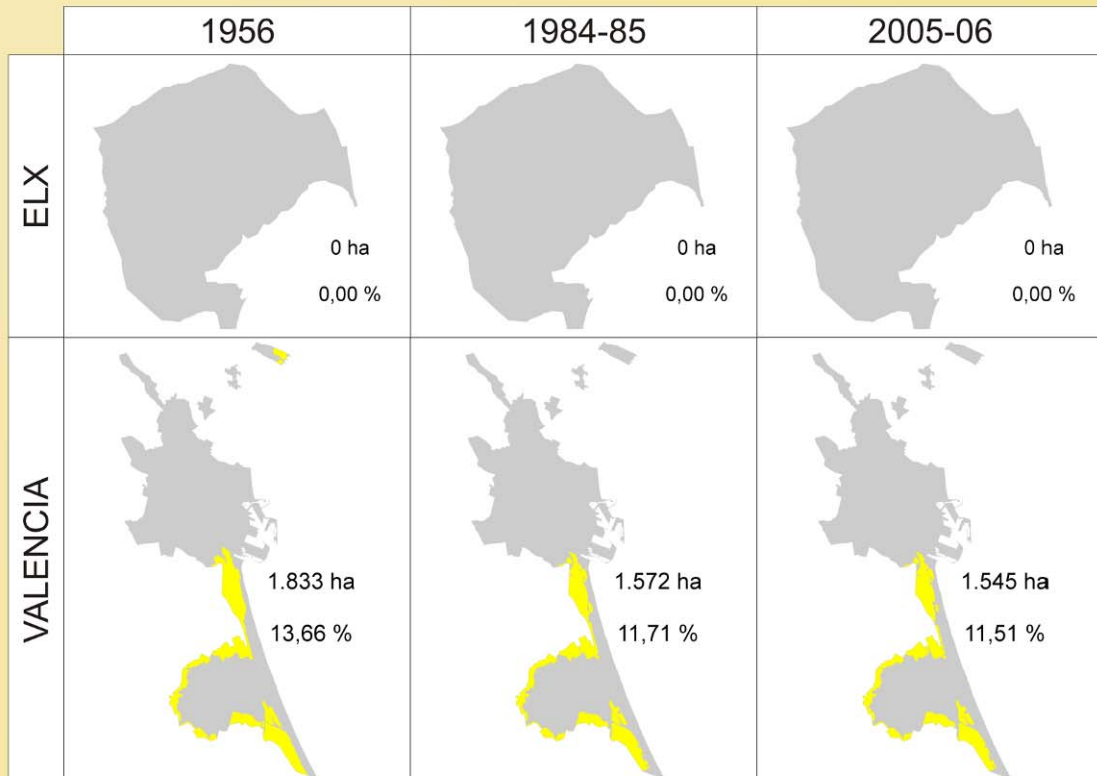 1956
1984-85
2005-06
ELX
0 ha
0,00 %
0 ha
0,00 %
0 ha
0,00 %
VALENCIA
1.833 ha
13,66 %
1.572 ha
11,71 %
1.545 ha
11,51 %